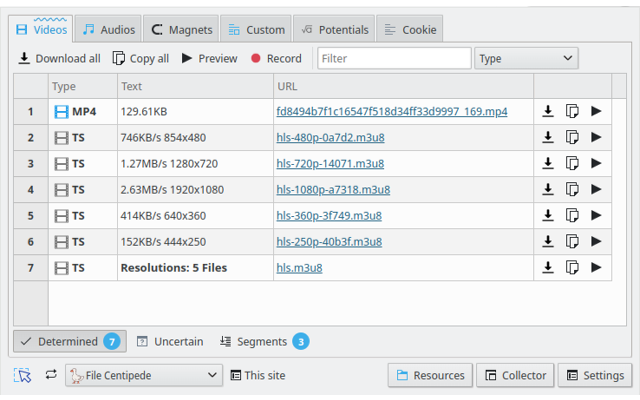 Videos Audios Magnets Custom Potentials Cookie
Download all Copy all Preview Record Filter Type
Type Text URL
1 MP4 129.61KB fd8494b7f1c16547f518d34ff33d9997_169.mp4
2 TS 746KB/s 854x480 hls-480p-0a7d2.m3u8
3 TS 1.27MB/s 1280x720 hls-720p-14071.m3u8
4 TS 2.63MB/s 1920x1080 hls-1080p-a7318.m3u8
5 TS 414KB/s 640x360 hls-360p-3f749.m3u8
6 TS 152KB/s 444x250 hls-250p-40b3f.m3u8
7 TS Resolutions: 5 Files hls.m3u8
Determined 7 Uncertain Segments 3
File Centipede This site Resources Collector Settings